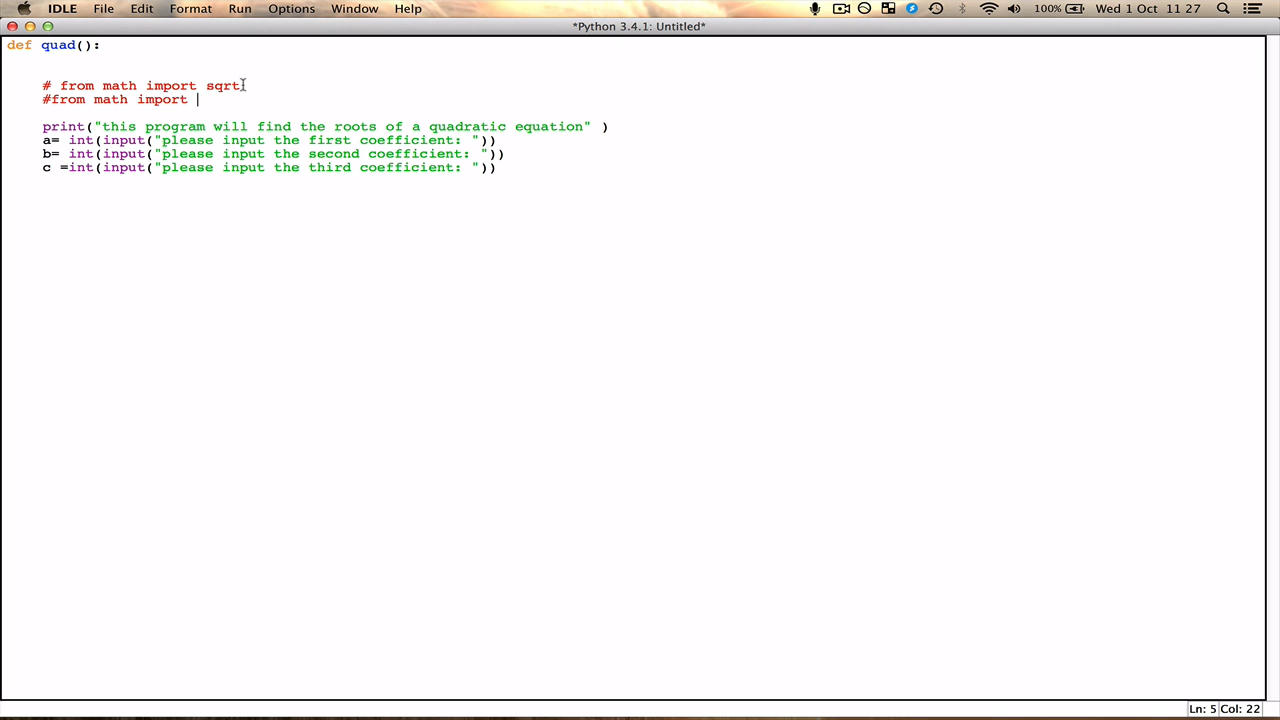 IDLE File Edit Format Run Options Window Help 100% Wed 1 Oct 11 27
*Python 3.4.1: Untitled*
def quad():
# from math import sqrt
#from math import
print("this program will find the roots of a quadratic equation" )
a= int(input("please input the first coefficient: "))
b= int(input("please input the second coefficient: "))
c =int(input("please input the third coefficient: "))
Ln: 5 Col: 22